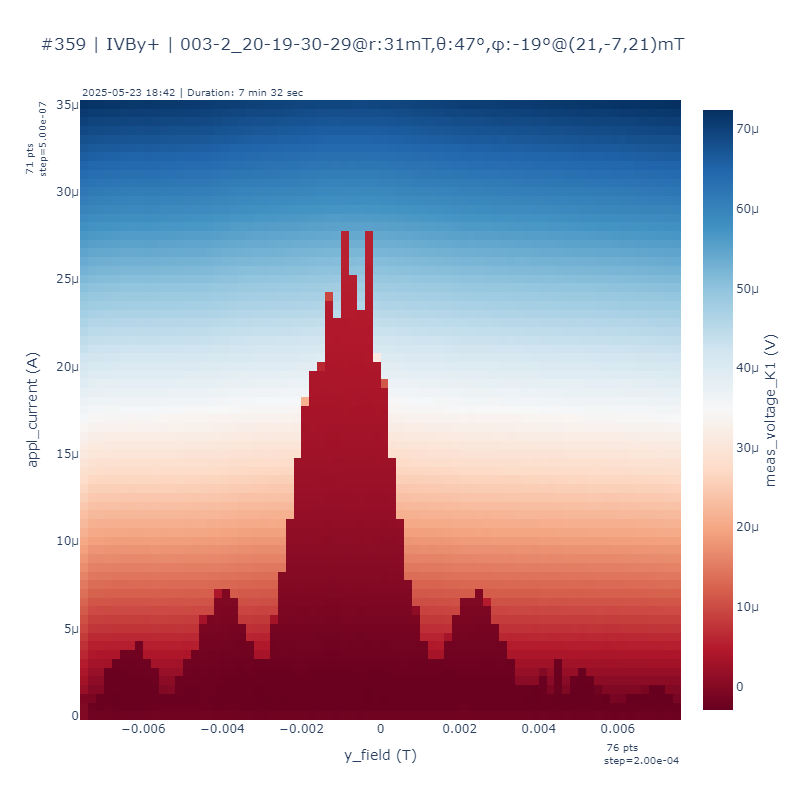 #359 | IVBy+ | 003-2_20-19-30-29@r:31mT,θ:47º,φ:-19º@(21,-7,21)mT
2025-05-23 18:42 | Duration: 7 min 32 sec
71 pts
step=5.00e-07
35μ
30μ
25μ
20μ
15μ
10μ
5μ
0
appl_current (A)
−0.006
−0.004
−0.002
0
0.002
0.004
0.006
y_field (T)
76 pts
step=2.00e-04
70μ
60μ
50μ
40μ
30μ
20μ
10μ
0
meas_voltage_K1 (V)